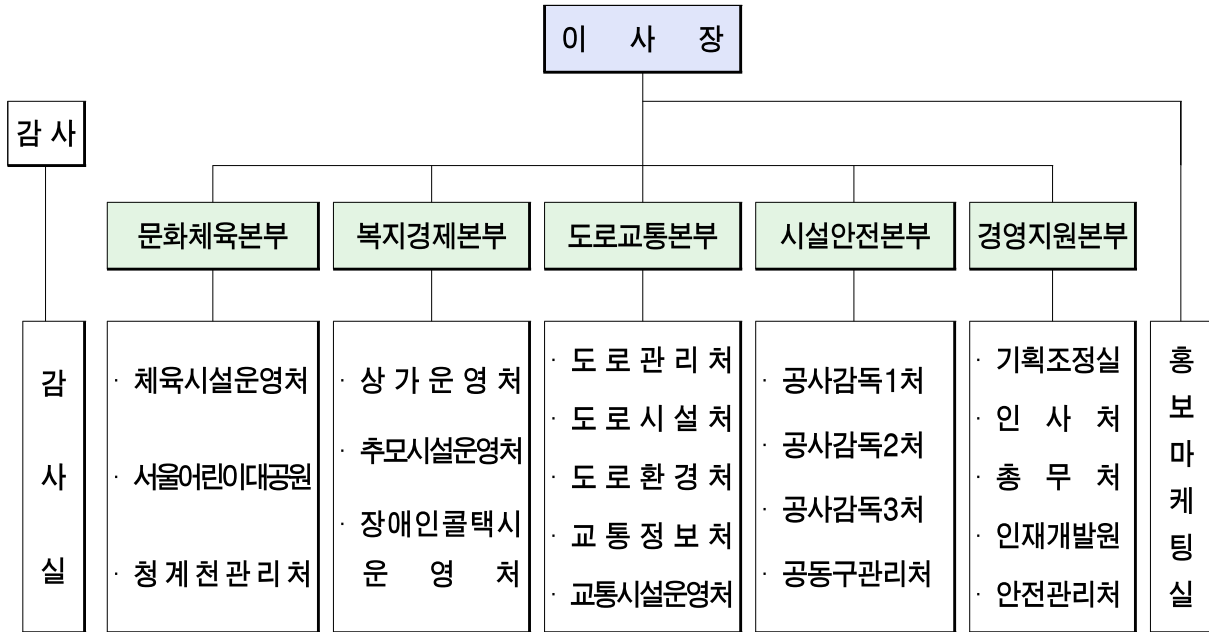 이 사 장
감 사
문화체육본부
복지경제본부
도로교통본부
시설안전본부
경영지원본부
감
사
실
· 체육시설운영처
· 서울어린이대공원
· 청계천관리처
· 상가운영처
· 추모시설운영처
· 장애인콜택시
운 영 처
· 도로관리처
· 도로시설처
· 도로환경처
· 교통정보처
· 교통시설운영처
· 공사감독1처
· 공사감독2처
· 공사감독3처
· 공동구관리처
· 기획조정실
· 인 사 처
· 총 무 처
· 인재개발원
· 안전관리처
홍
보
마
케
팅
실